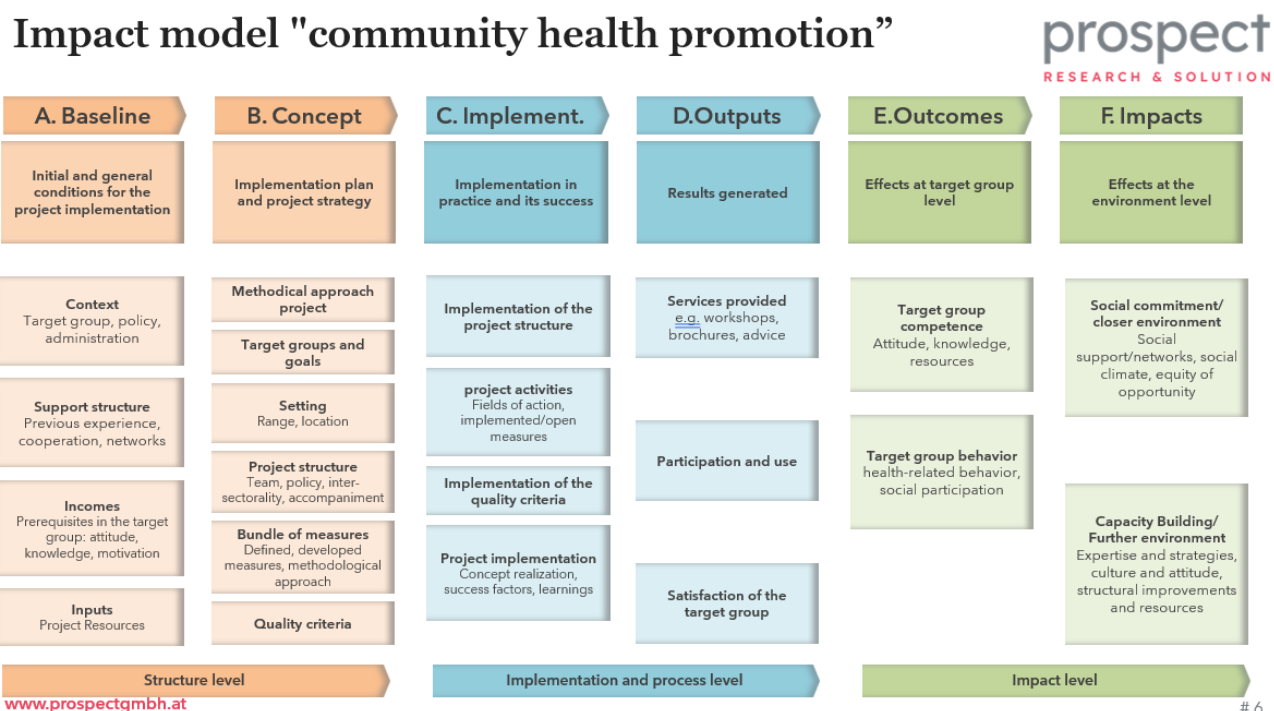 Impact model "community health promotion”
prospect
RESEARCH & SOLUTION
A. Baseline
B. Concept
C. Implement.
D.Outputs
E.Outcomes
F. Impacts
Initial and general
conditions for the
project implementation
Implementation plan
and project strategy
Implementation in
practice and its success
Results generated
Effects at target group
level
Effects at the
environment level
Context
Target group, policy,
administration
Support structure
Previous experience,
cooperation, networks
Incomes
Prerequisites in the target
group: attitude,
knowledge, motivation
Inputs
Project Resources
Methodical approach
project
Target groups and
goals
Setting
Range, location
Project structure
Team, policy, inter-
sectorality, accompaniment
Bundle of measures
Defined, developed
measures, methodological
approach
Quality criteria
Implementation of the
project structure
project activities
Fields of action,
implemented/open
measures
Implementation of the
quality criteria
Project implementation
Concept realization,
success factors, learnings
Services provided
e.g. workshops,
brochures, advice
Participation and use
Satisfaction of the
target group
Target group
competence
Attitude, knowledge,
resources
Target group behavior
health-related behavior,
social participation
Social commitment/
closer environment
Social
support/networks, social
climate, equity of
opportunity
Capacity Building/
Further environment
Expertise and strategies,
culture and attitude,
structural improvements
and resources
Structure level
Implementation and process level
Impact level
www.prospectgmbh.at
# 6